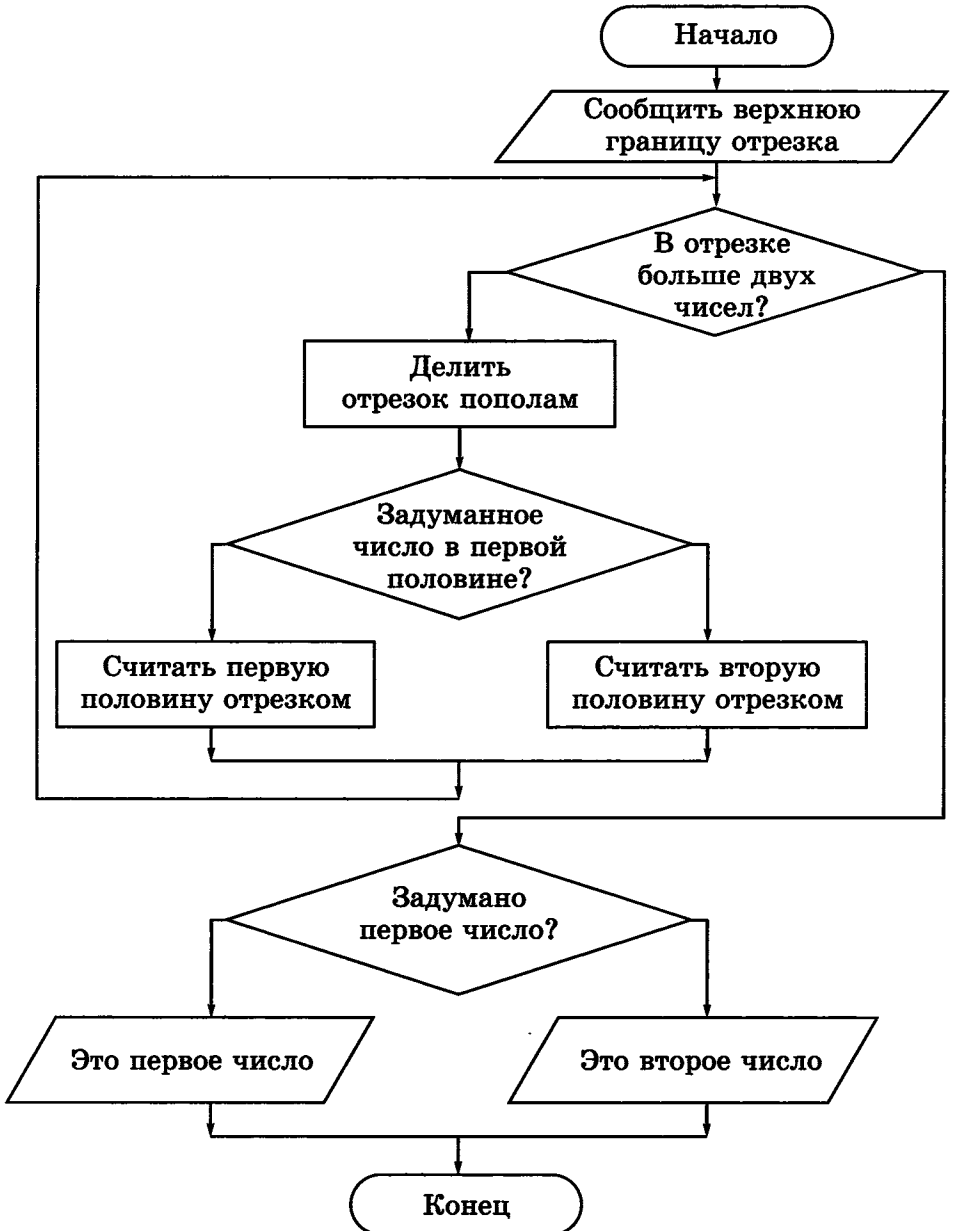 Начало
Сообщить верхнюю
границу отрезка
В отрезке
больше двух
чисел?
Делить
отрезок пополам
Задуманное
число в первой
половине?
Считать первую
половину отрезком
Считать вторую
половину отрезком
Задумано
первое число?
Это первое число
Это второе число
Конец